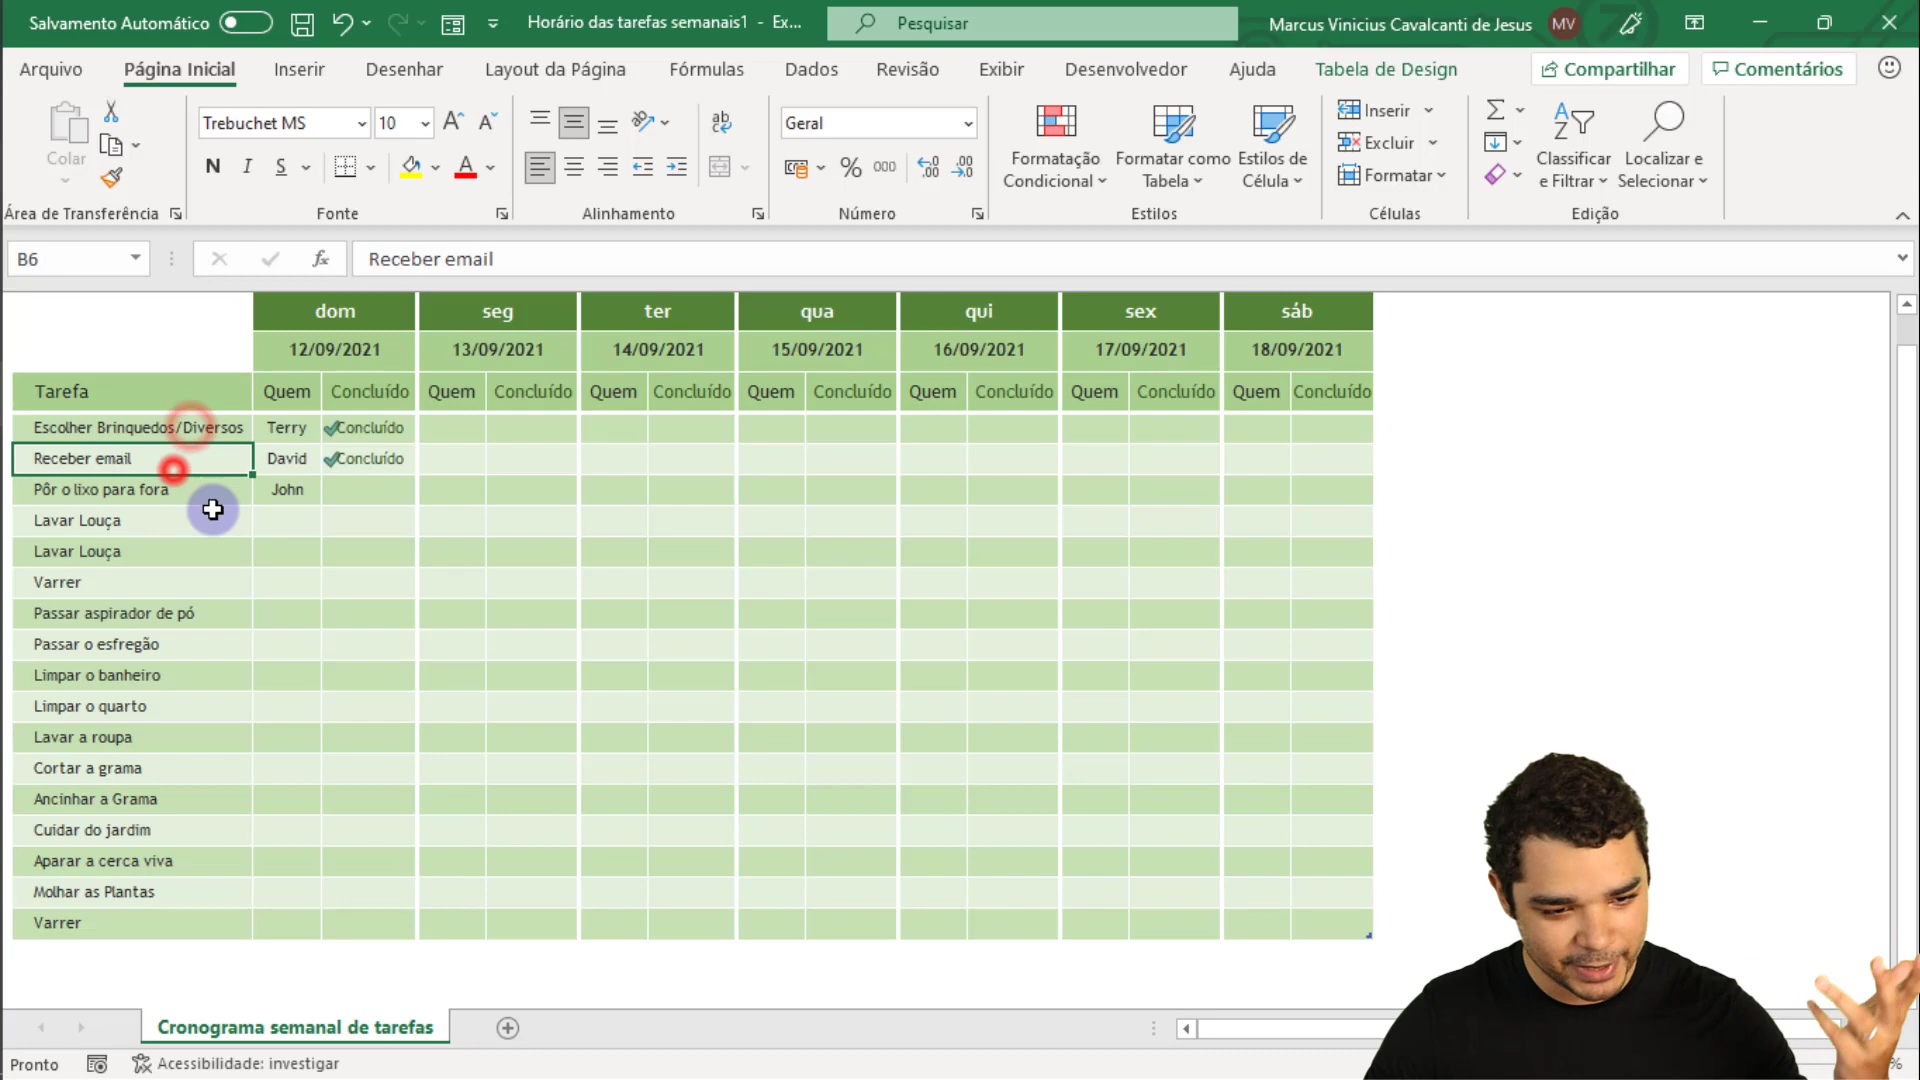 Salvamento Automático
Horário das tarefas semanais1 - Ex...
Pesquisar
Marcus Vinicius Cavalcanti de Jesus
MV
Arquivo Página Inicial Inserir Desenhar Layout da Página Fórmulas Dados Revisão Exibir Desenvolvedor Ajuda Tabela de Design Compartilhar Comentários
Colar
Área de Transferência
Trebuchet MS 10
N I S
Fonte
Alinhamento
Geral
% 000
Número
Formatação Condicional
Formatar como Tabela
Estilos de Célula
Estilos
Inserir
Excluir
Formatar
Células
Classificar e Filtrar
Localizar e Selecionar
Edição
B6 fx Receber email
dom seg ter qua qui sex sáb
12/09/2021 13/09/2021 14/09/2021 15/09/2021 16/09/2021 17/09/2021 18/09/2021
Tarefa Quem Concluído Quem Concluído Quem Concluído Quem Concluído Quem Concluído Quem Concluído Quem Concluído
Escolher Brinquedos/Diversos Terry Concluído
Receber email David Concluído
Pôr o lixo para fora John
Lavar Louça
Lavar Louça
Varrer
Passar aspirador de pó
Passar o esfregão
Limpar o banheiro
Limpar o quarto
Lavar a roupa
Cortar a grama
Ancinhar a Grama
Cuidar do jardim
Aparar a cerca viva
Molhar as Plantas
Varrer
Cronograma semanal de tarefas
Pronto Acessibilidade: investigar %